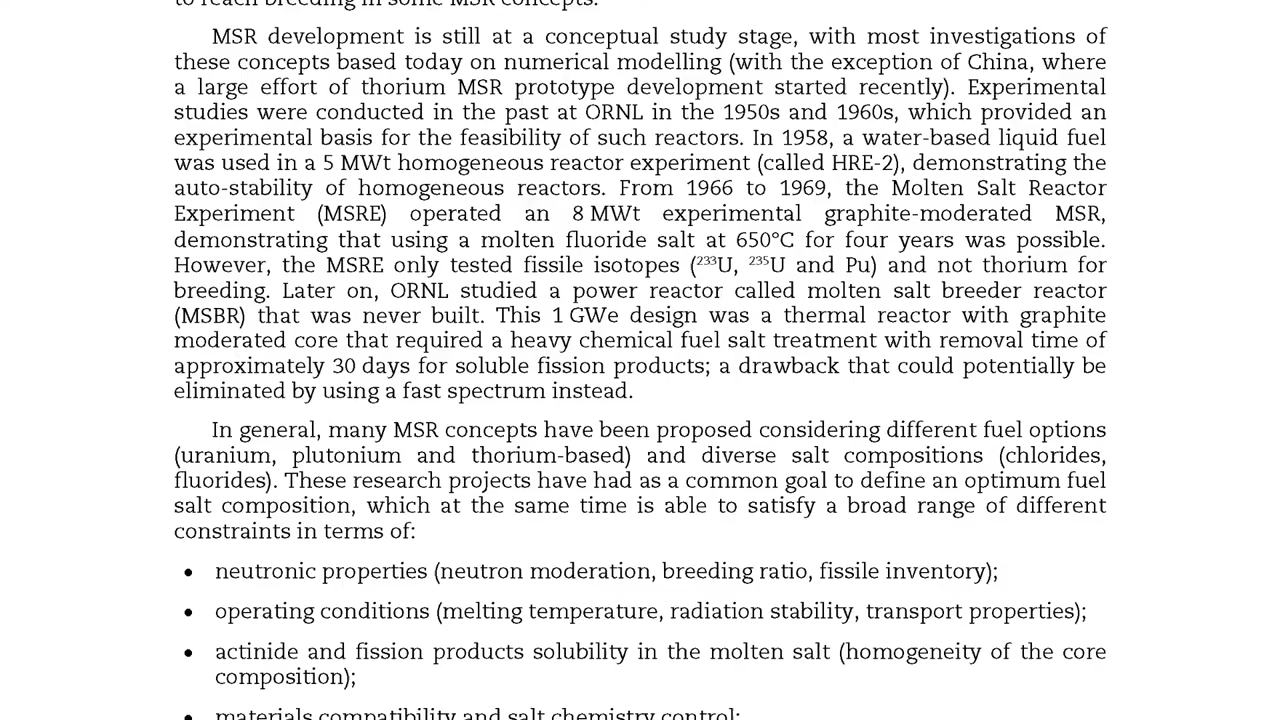 to reach breeding in some MSR concepts.
MSR development is still at a conceptual study stage, with most investigations of
these concepts based today on numerical modelling (with the exception of China, where
a large effort of thorium MSR prototype development started recently). Experimental
studies were conducted in the past at ORNL in the 1950s and 1960s, which provided an
experimental basis for the feasibility of such reactors. In 1958, a water-based liquid fuel
was used in a 5 MWt homogeneous reactor experiment (called HRE-2), demonstrating the
auto-stability of homogeneous reactors. From 1966 to 1969, the Molten Salt Reactor
Experiment (MSRE) operated an 8 MWt experimental graphite-moderated MSR,
demonstrating that using a molten fluoride salt at 650°C for four years was possible.
However, the MSRE only tested fissile isotopes (²³³U, ²³⁵U and Pu) and not thorium for
breeding. Later on, ORNL studied a power reactor called molten salt breeder reactor
(MSBR) that was never built. This 1 GWe design was a thermal reactor with graphite
moderated core that required a heavy chemical fuel salt treatment with removal time of
approximately 30 days for soluble fission products; a drawback that could potentially be
eliminated by using a fast spectrum instead.
In general, many MSR concepts have been proposed considering different fuel options
(uranium, plutonium and thorium-based) and diverse salt compositions (chlorides,
fluorides). These research projects have had as a common goal to define an optimum fuel
salt composition, which at the same time is able to satisfy a broad range of different
constraints in terms of:
• neutronic properties (neutron moderation, breeding ratio, fissile inventory);
• operating conditions (melting temperature, radiation stability, transport properties);
• actinide and fission products solubility in the molten salt (homogeneity of the core
composition);
• materials compatibility and salt chemistry control;